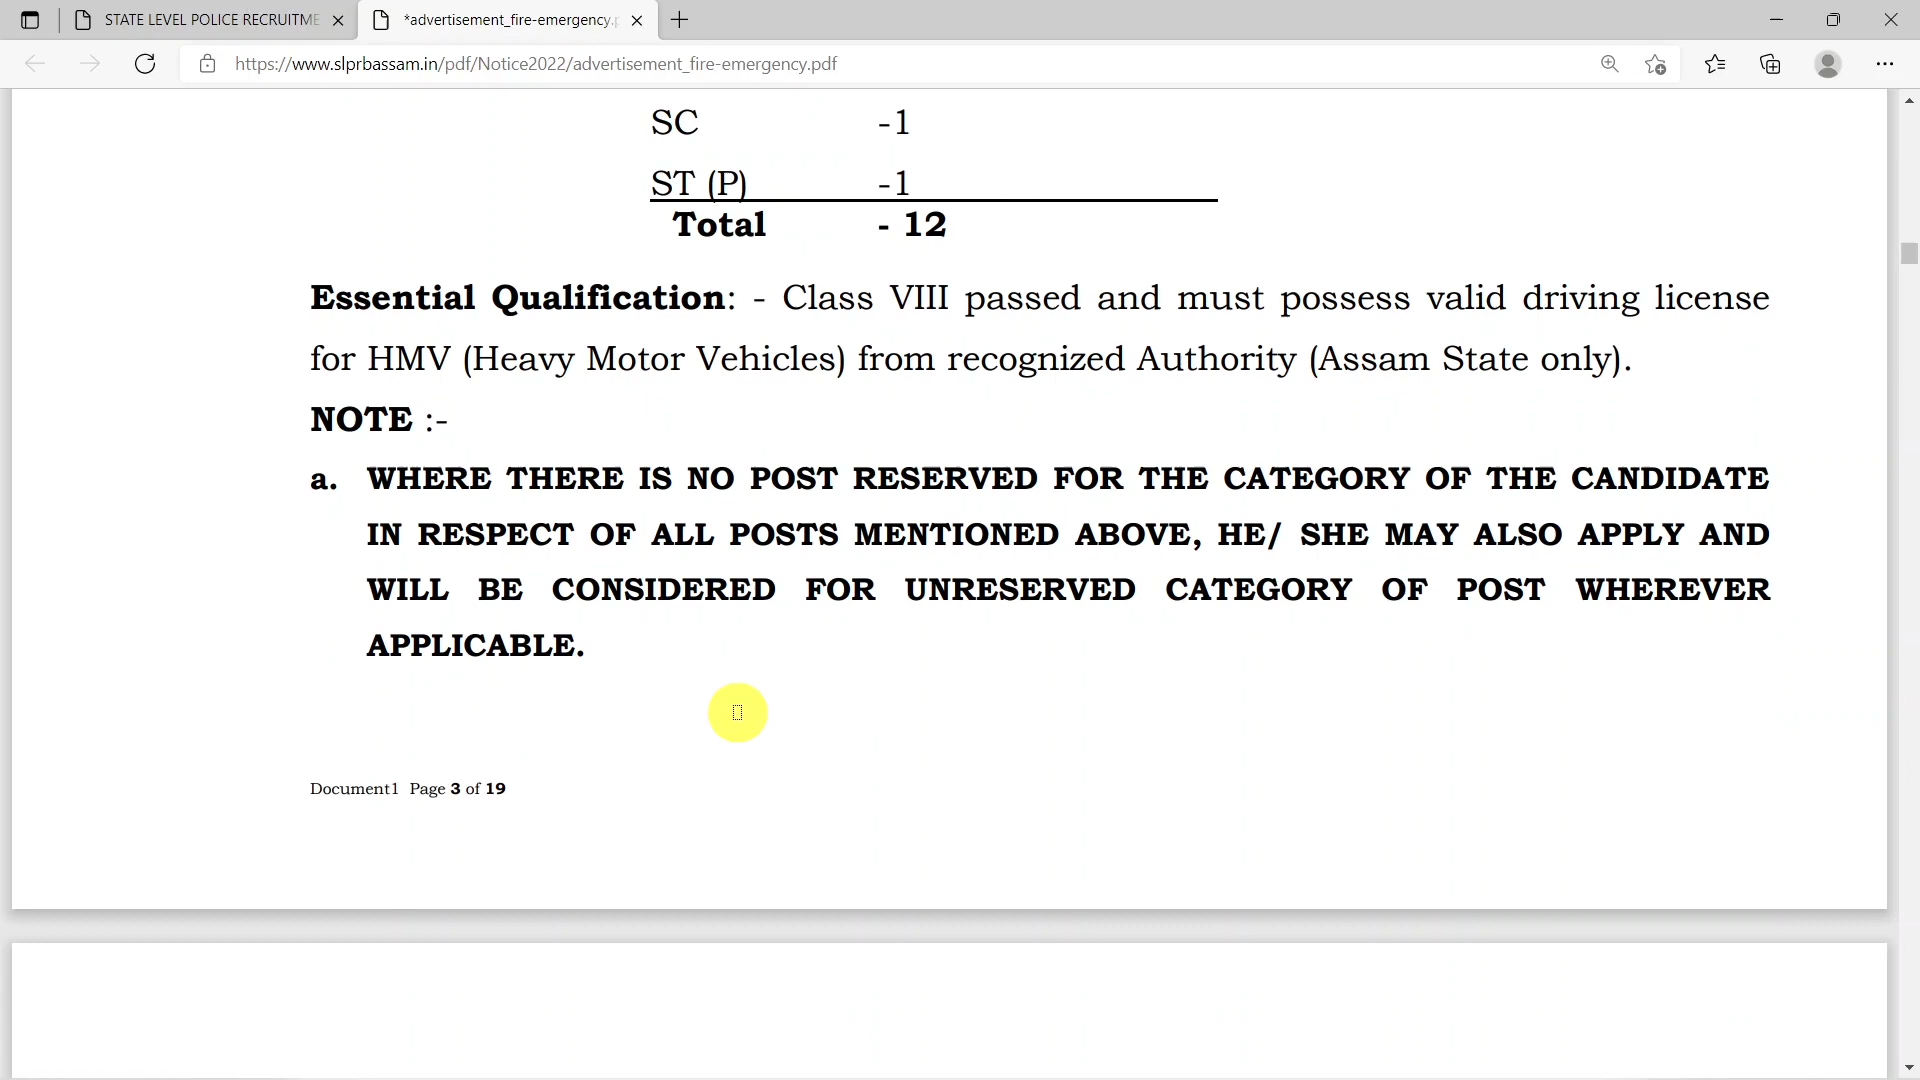 STATE LEVEL POLICE RECRUITME
*advertisement_fire-emergency.p
https://www.slprbassam.in/pdf/Notice2022/advertisement_fire-emergency.pdf
SC -1
ST (P) -1
Total - 12
Essential Qualification: - Class VIII passed and must possess valid driving license
for HMV (Heavy Motor Vehicles) from recognized Authority (Assam State only).
NOTE :-
a. WHERE THERE IS NO POST RESERVED FOR THE CATEGORY OF THE CANDIDATE
IN RESPECT OF ALL POSTS MENTIONED ABOVE, HE/ SHE MAY ALSO APPLY AND
WILL BE CONSIDERED FOR UNRESERVED CATEGORY OF POST WHEREVER
APPLICABLE.
Document1 Page 3 of 19